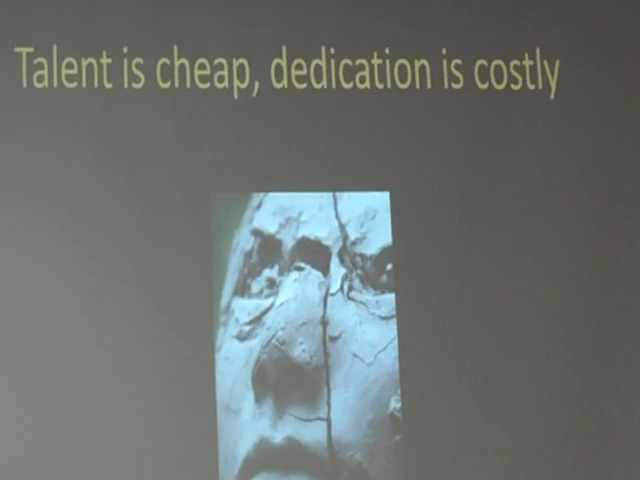 Talent is cheap, dedication is costly